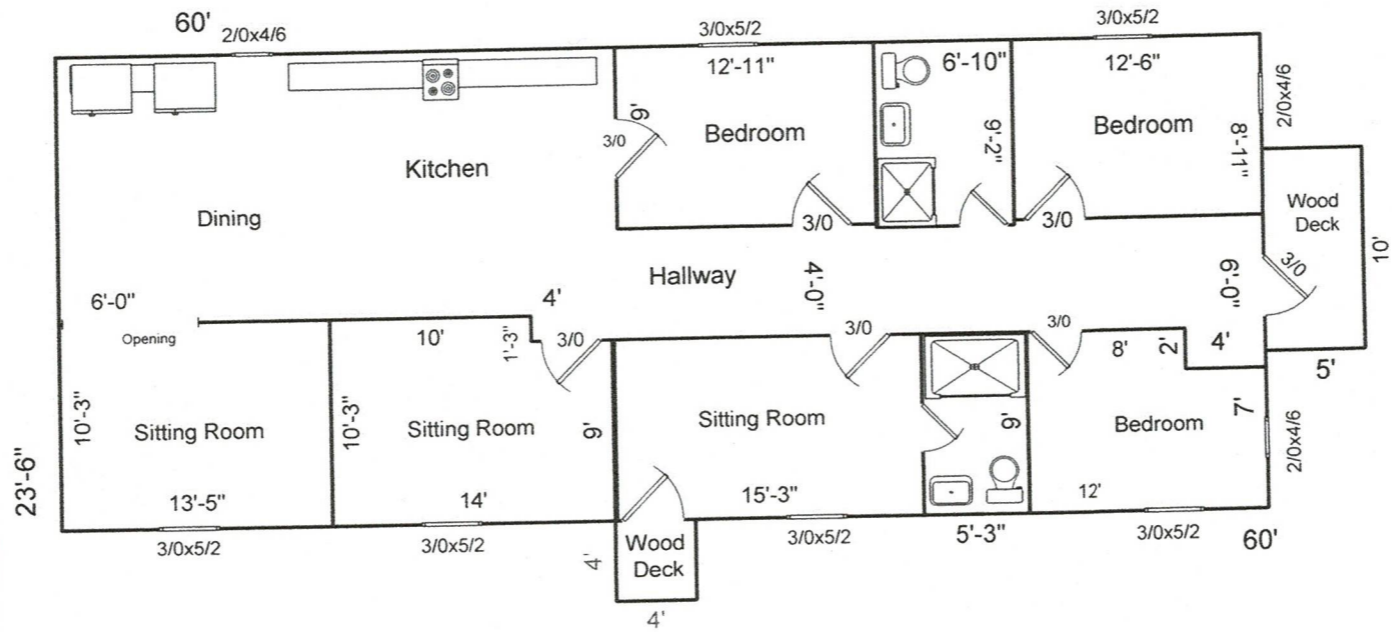 60'
2/0x4/6
3/0x5/2
3/0x5/2
12'-11"
6'-10"
12'-6"
2/0x4/6
9'
3/0
Bedroom
9'-2"
Bedroom
8'-11"
Kitchen
Dining
3/0
3/0
Wood
Deck
10'
3/0
Hallway
4'-0"
6'-0"
6'-0"
4'
Opening
10'
1'-3"
3/0
3/0
3/0
8'
2'
4'
5'
10'-3"
Sitting Room
10'-3"
Sitting Room
9'
Sitting Room
9'
Bedroom
7'
2/0x4/6
23'-6"
13'-5"
14'
15'-3"
12'
3/0x5/2
3/0x5/2
4'
Wood
Deck
3/0x5/2
5'-3"
3/0x5/2
60'
4'